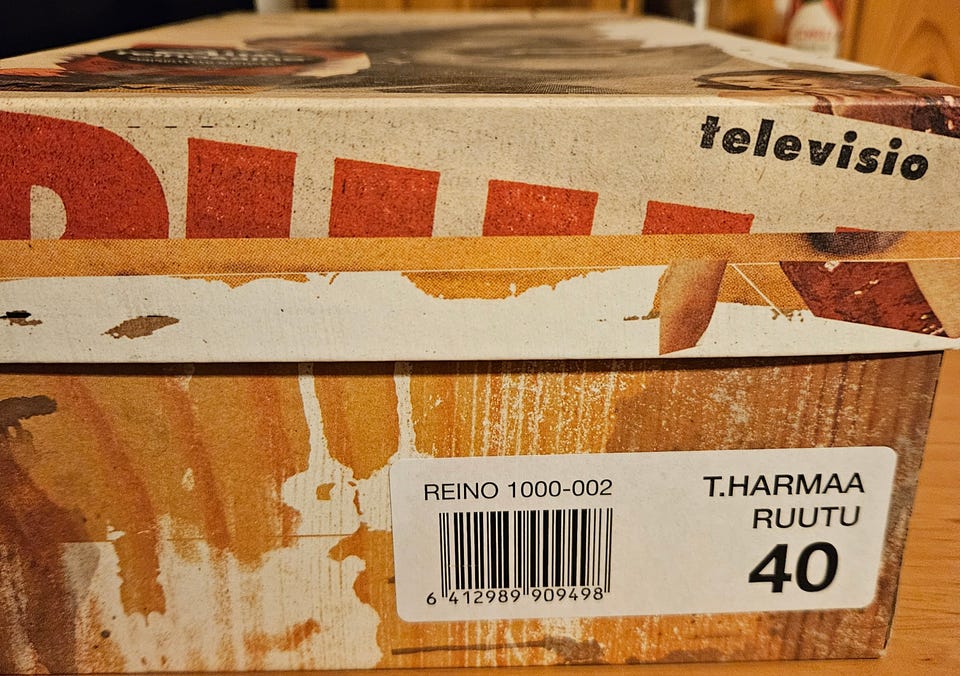 televisio
REINO 1000-002
T.HARMAA
RUUTU
40
6 412989 909498